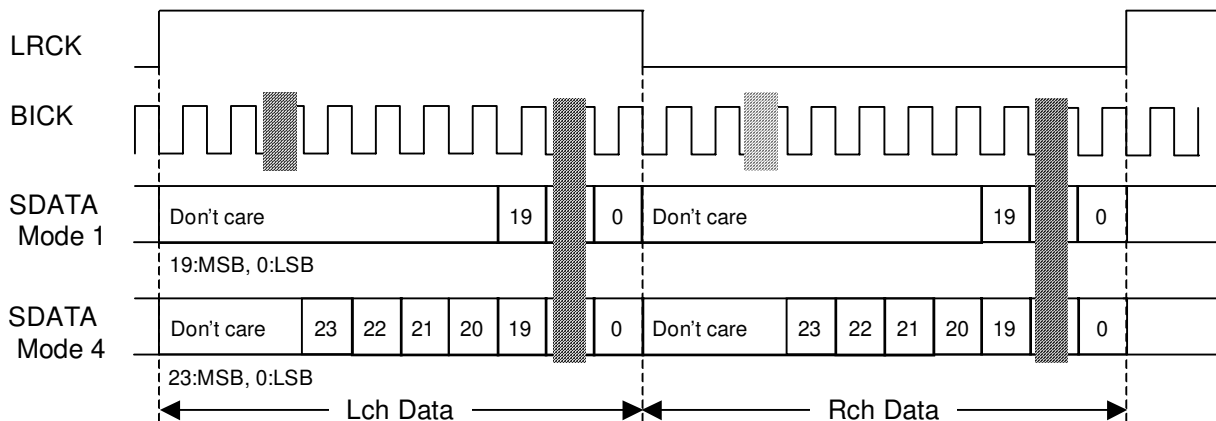 LRCK
BICK
SDATA
Mode 1
Don't care 19 0 Don't care 19 0
19:MSB, 0:LSB
SDATA
Mode 4
Don't care 23 22 21 20 19 0 Don't care 23 22 21 20 19 0
23:MSB, 0:LSB
Lch Data Rch Data